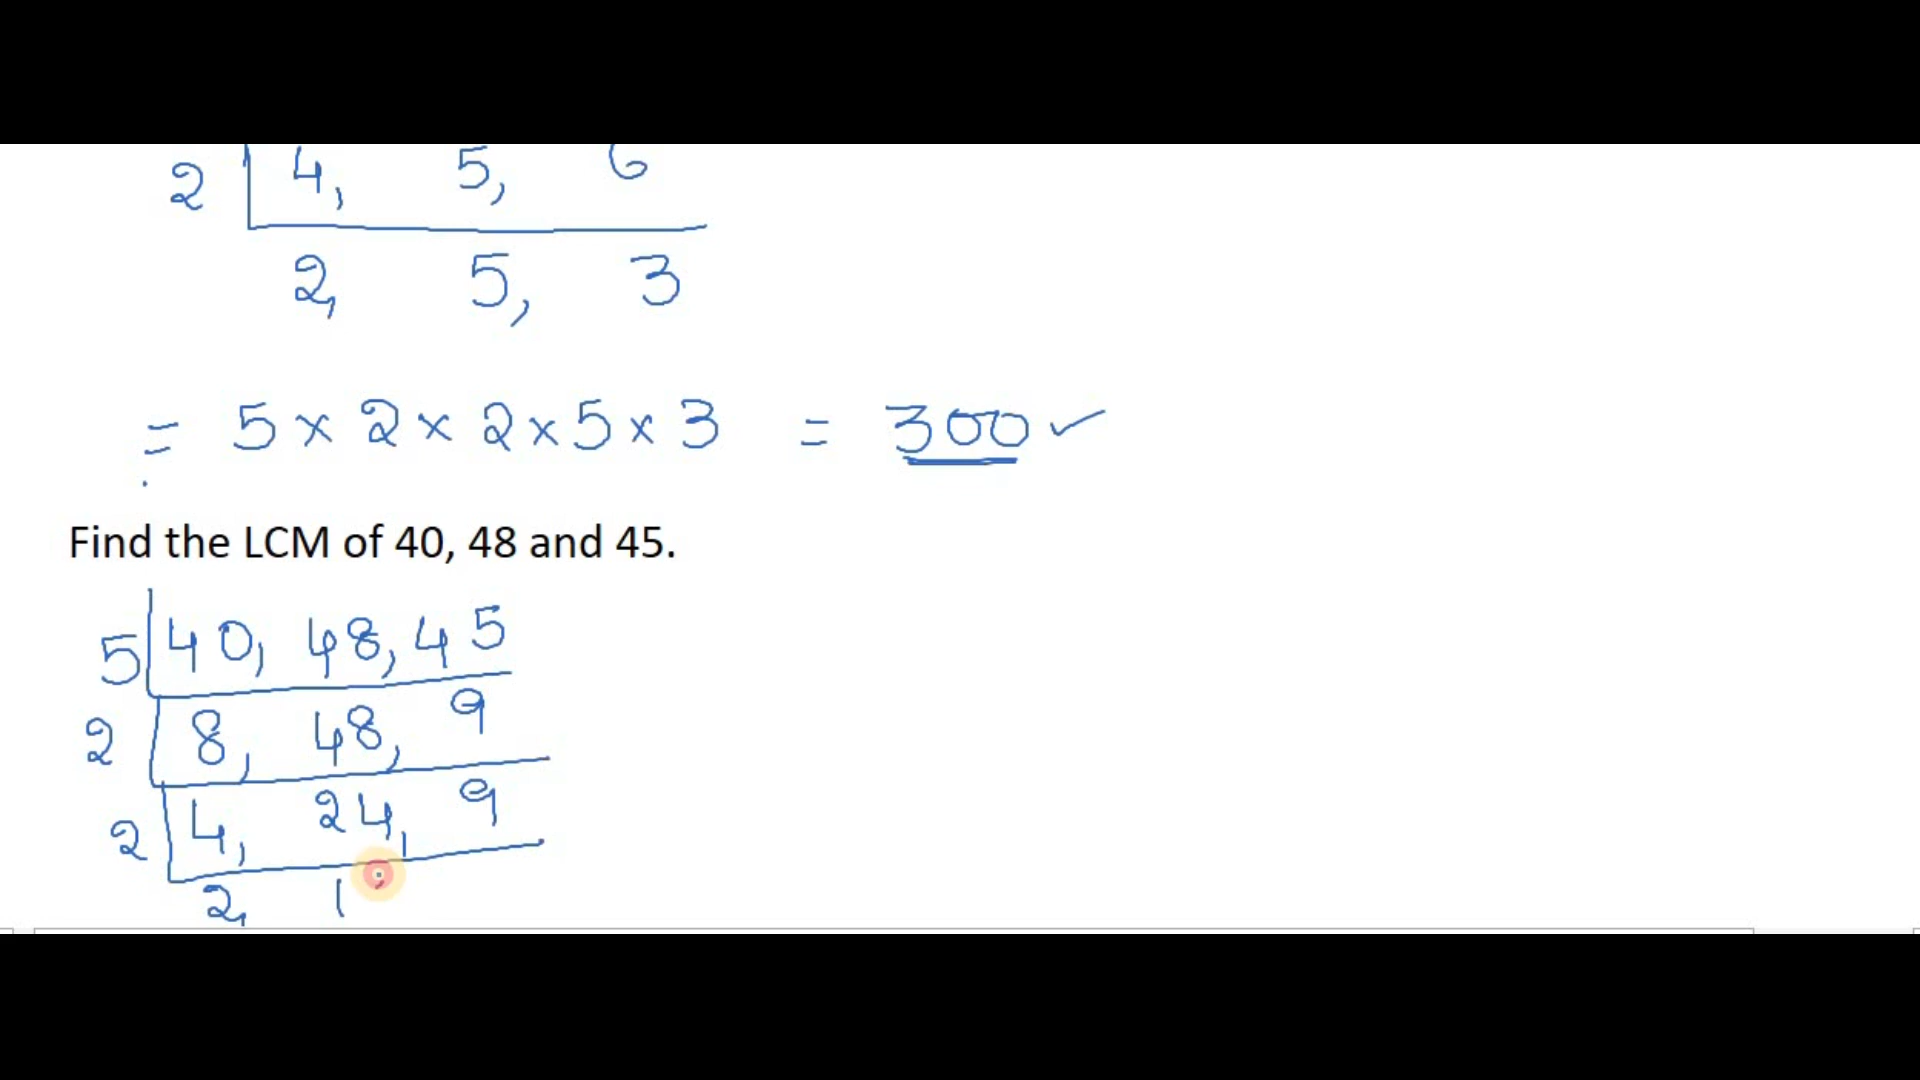 2 4, 5, 6
2, 5, 3
= 5 × 2 × 2 × 5 × 3 = 300 ✓
Find the LCM of 40, 48 and 45.
5 40, 48, 45
2 8, 48, 9
2 4, 24, 9
2, 1